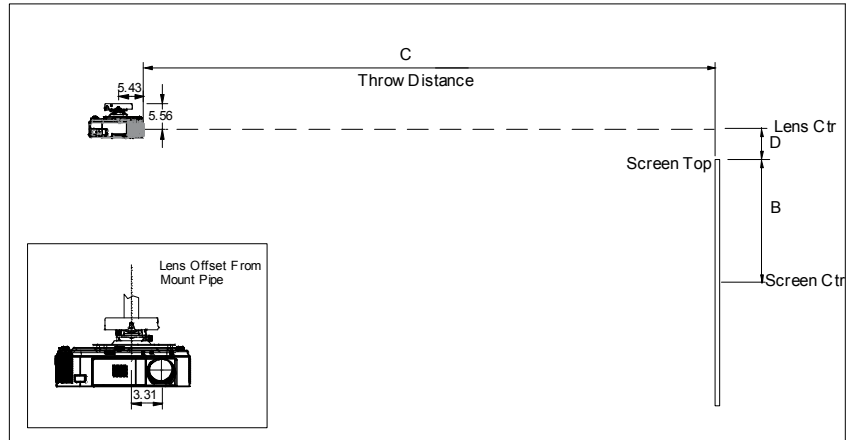 C
Throw Distance
5.43
5.56
Lens Ctr
D
Screen Top
B
Screen Ctr
Lens Offset From
Mount Pipe
3.31